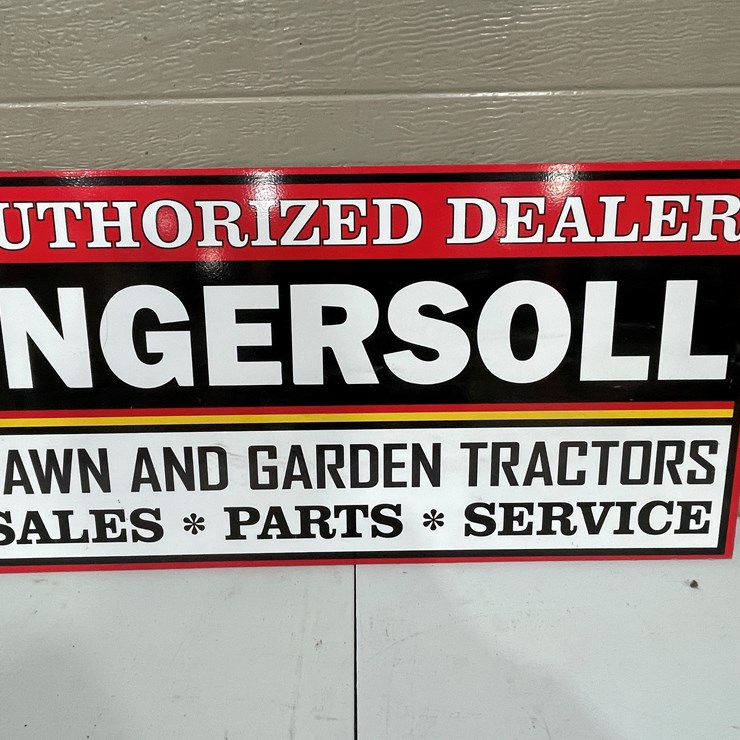 UTHORIZED DEALER
NGERSOLL
AWN AND GARDEN TRACTORS
SALES * PARTS * SERVICE